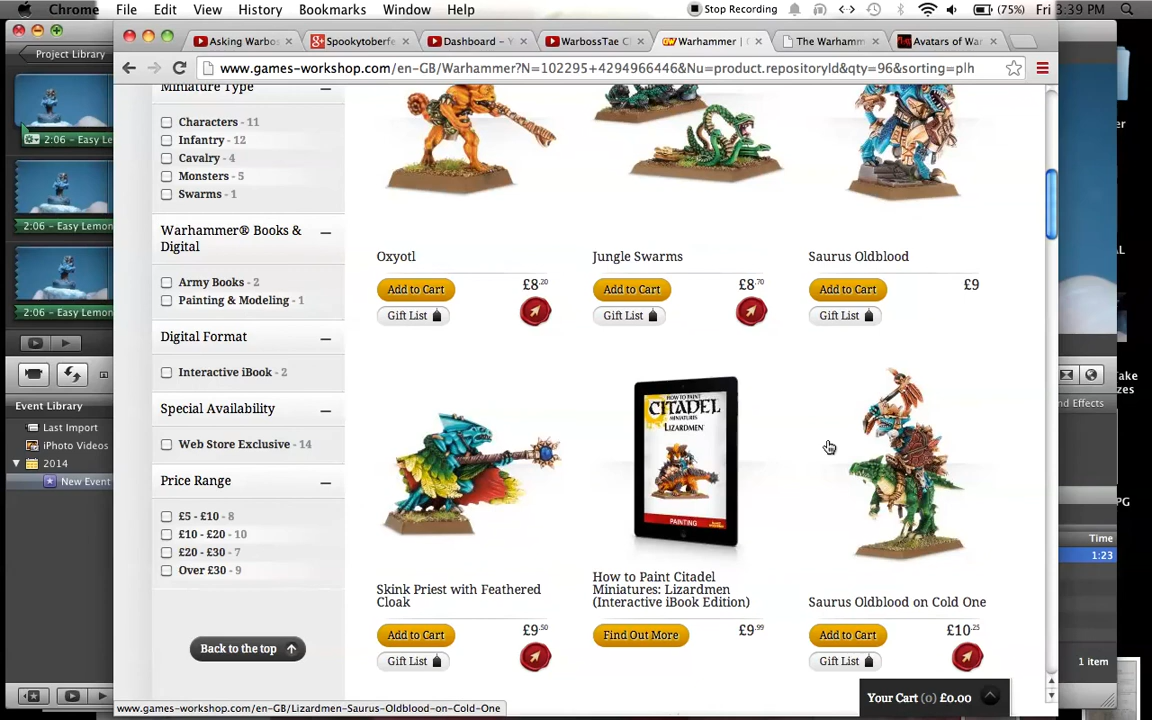 Chrome File Edit View History Bookmarks Window Help Stop Recording (75%) Fri 3:39 PM
Project Library
Asking Warbos × Spookytoberfe × Dashboard – Y × WarbossTae C × Warhammer | × The Warhamm × Avatars of War ×
www.games-workshop.com/en-GB/Warhammer?N=102295+4294966446&Nu=product.repositoryId&qty=96&sorting=plh
2:06 – Easy Le
2:06 – Easy Lemon
2:06 – Easy Lemon
Event Library
Last Import
iPhoto Videos
2014
New Event
Miniature Type
Characters - 11
Infantry - 12
Cavalry - 4
Monsters - 5
Swarms - 1
Warhammer® Books &
Digital
Army Books - 2
Painting & Modeling - 1
Digital Format
Interactive iBook - 2
Special Availability
Web Store Exclusive - 14
Price Range
£5 - £10 - 8
£10 - £20 - 10
£20 - £30 - 7
Over £30 - 9
Back to the top
Oxyotl
Add to Cart £8.20
Gift List
Jungle Swarms
Add to Cart £8.70
Gift List
Saurus Oldblood
Add to Cart £9
Gift List
Skink Priest with Feathered
Cloak
Add to Cart £9.50
Gift List
HOW TO PAINT
CITADEL
MINIATURES
LIZARDMEN
PAINTING
How to Paint Citadel
Miniatures: Lizardmen
(Interactive iBook Edition)
Find Out More £9.99
Saurus Oldblood on Cold One
Add to Cart £10.25
Gift List
Your Cart (0) £0.00
www.games-workshop.com/en-GB/Lizardmen-Saurus-Oldblood-on-Cold-One
nd Effects
Time
1:23
1 item